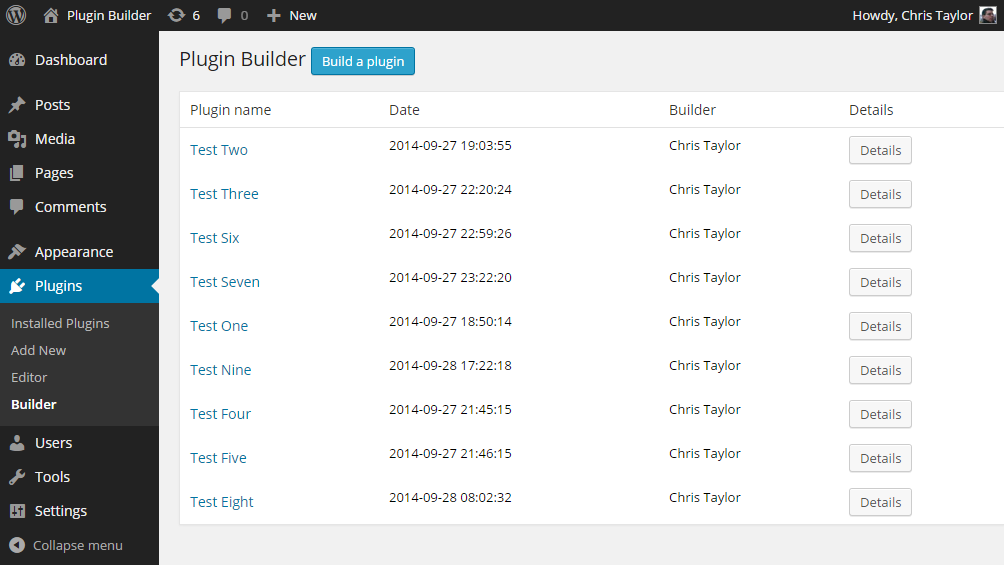 Plugin Builder 6 0 New Howdy, Chris Taylor
Dashboard
Posts
Media
Pages
Comments
Appearance
Plugins
Installed Plugins
Add New
Editor
Builder
Users
Tools
Settings
Collapse menu
Plugin Builder Build a plugin
Plugin name Date Builder Details
Test Two 2014-09-27 19:03:55 Chris Taylor Details
Test Three 2014-09-27 22:20:24 Chris Taylor Details
Test Six 2014-09-27 22:59:26 Chris Taylor Details
Test Seven 2014-09-27 23:22:20 Chris Taylor Details
Test One 2014-09-27 18:50:14 Chris Taylor Details
Test Nine 2014-09-28 17:22:18 Chris Taylor Details
Test Four 2014-09-27 21:45:15 Chris Taylor Details
Test Five 2014-09-27 21:46:15 Chris Taylor Details
Test Eight 2014-09-28 08:02:32 Chris Taylor Details